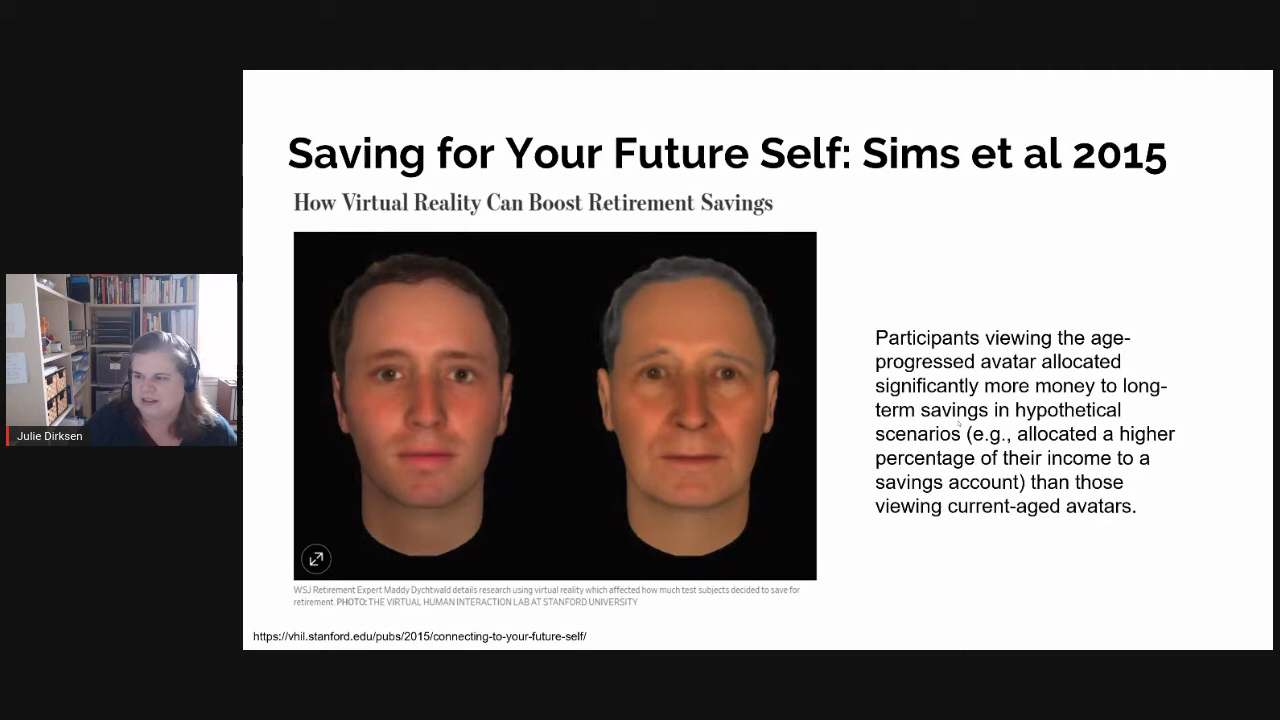 Saving for Your Future Self: Sims et al 2015
How Virtual Reality Can Boost Retirement Savings
Participants viewing the age-
progressed avatar allocated
significantly more money to long-
term savings in hypothetical
scenarios (e.g., allocated a higher
percentage of their income to a
savings account) than those
viewing current-aged avatars.
Julie Dirksen
WSJ Retirement Expert Maddy Dychtwald details research using virtual reality which affected how much test subjects decided to save for
retirement. PHOTO: THE VIRTUAL HUMAN INTERACTION LAB AT STANFORD UNIVERSITY
https://vhil.stanford.edu/pubs/2015/connecting-to-your-future-self/